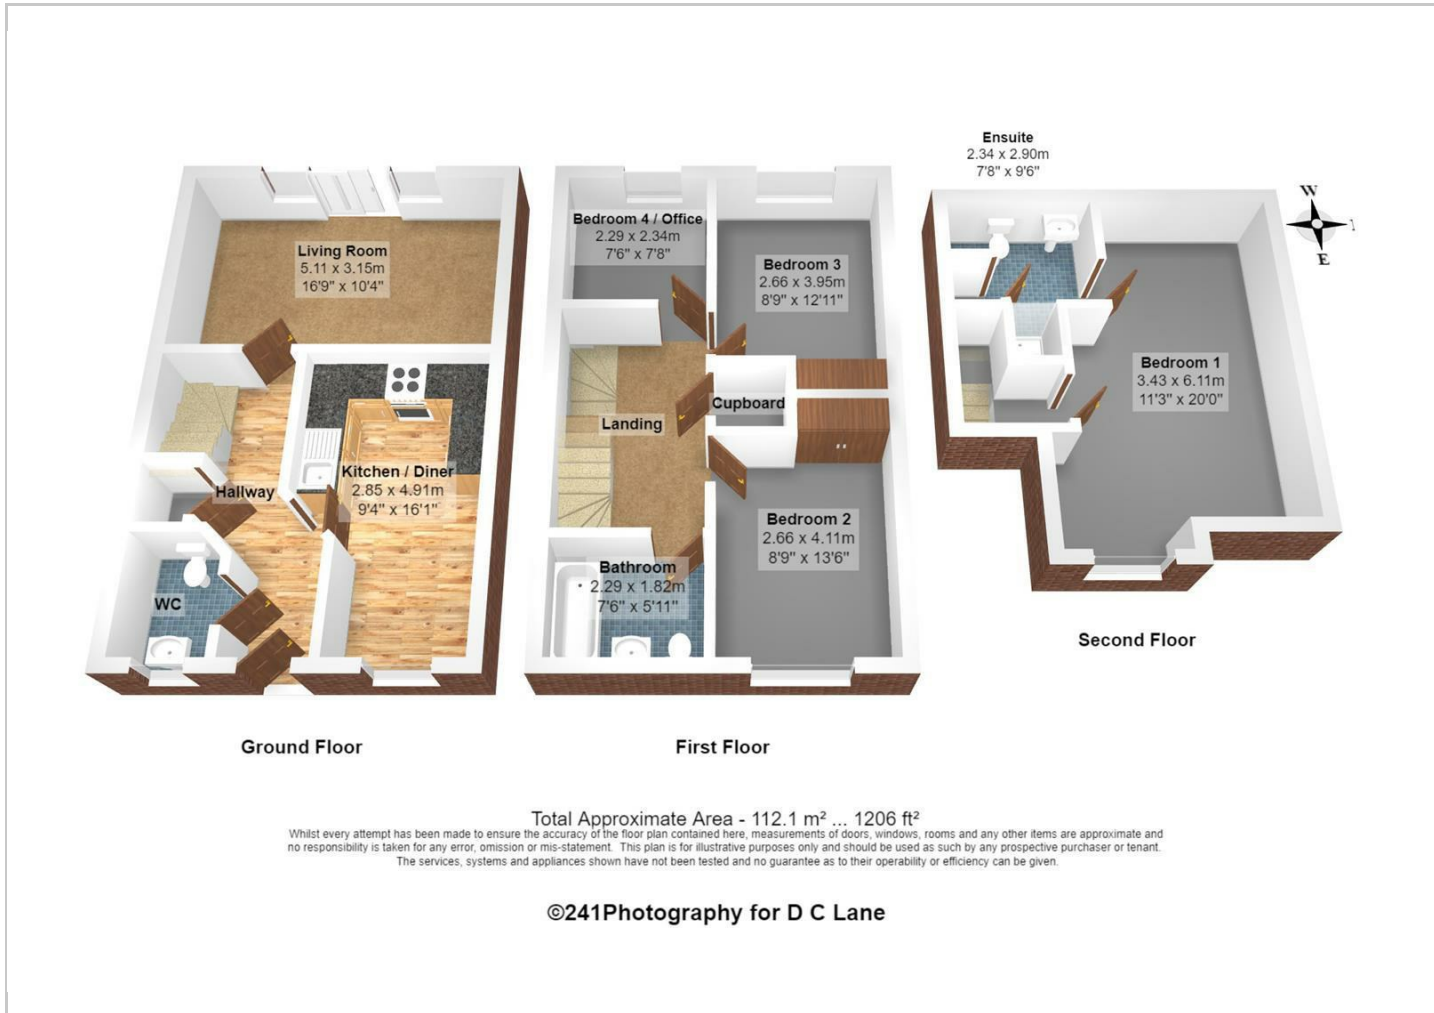 Ensuite
2.34 x 2.90m
7'8" x 9'6"
W
E
Living Room
5.11 x 3.15m
16'9" x 10'4"
Kitchen / Diner
2.85 x 4.91m
9'4" x 16'1"
Hallway
WC
Ground Floor
Bedroom 4 / Office
2.29 x 2.34m
7'6" x 7'8"
Bedroom 3
2.66 x 3.95m
8'9" x 12'11"
Cupboard
Landing
Bedroom 2
2.66 x 4.11m
8'9" x 13'6"
Bathroom
2.29 x 1.82m
7'6" x 5'11"
First Floor
Bedroom 1
3.43 x 6.11m
11'3" x 20'0"
Second Floor
Total Approximate Area - 112.1 m² ... 1206 ft²
Whilst every attempt has been made to ensure the accuracy of the floor plan contained here, measurements of doors, windows, rooms and any other items are approximate and
no responsibility is taken for any error, omission or mis-statement. This plan is for illustrative purposes only and should be used as such by any prospective purchaser or tenant.
The services, systems and appliances shown have not been tested and no guarantee as to their operability or efficiency can be given.
©241Photography for D C Lane